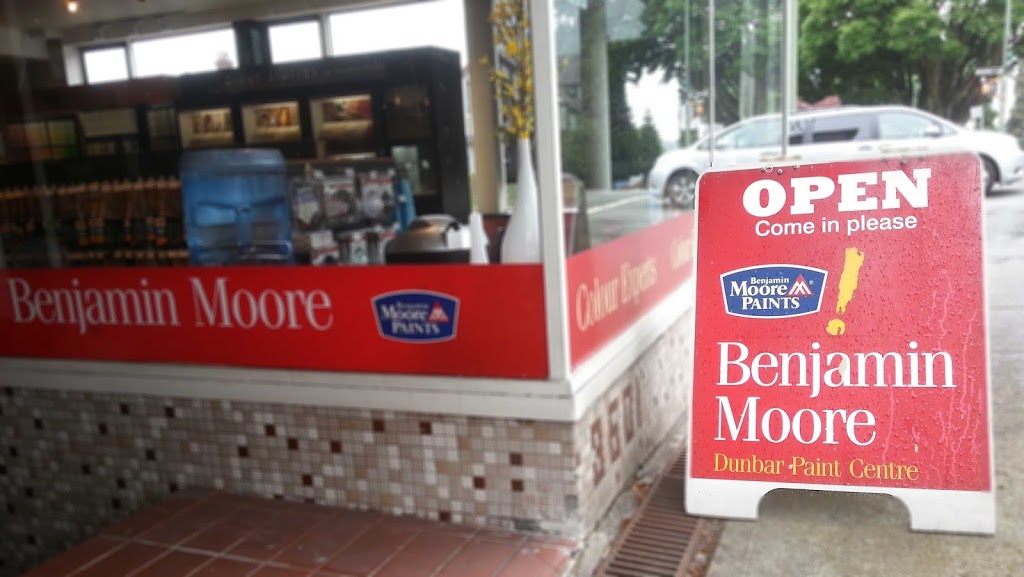 Benjamin Moore
Benjamin
Moore
PAINTS
Colour Experts
3601
OPEN
Come in please
Benjamin
Moore
PAINTS
!
Benjamin
Moore
Dunbar Paint Centre